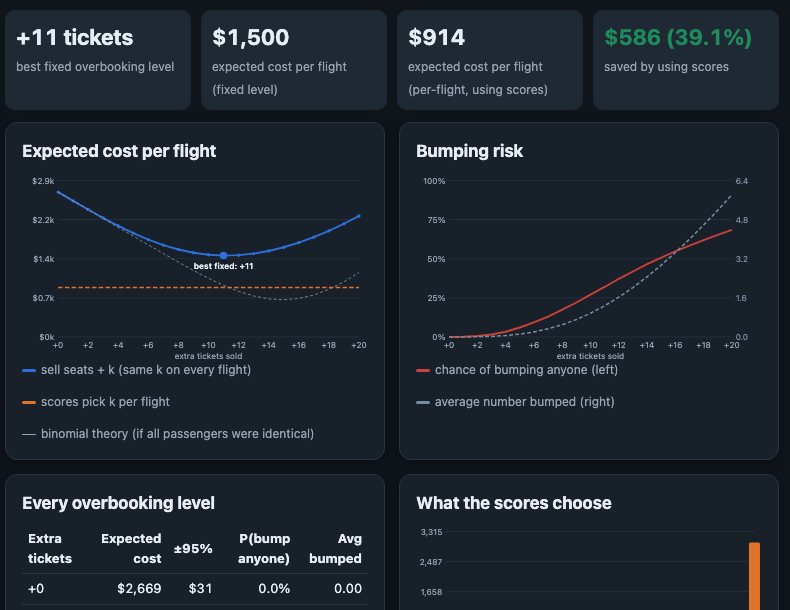 +11 tickets
best fixed overbooking level
$1,500
expected cost per flight
(fixed level)
$914
expected cost per flight
(per-flight, using scores)
$586 (39.1%)
saved by using scores
Expected cost per flight
$2.9k
$2.2k
$1.4k
$0.7k
$0k
best fixed: +11
+0 +2 +4 +6 +8 +10 +12 +14 +16 +18 +20
extra tickets sold
sell seats + k (same k on every flight)
scores pick k per flight
binomial theory (if all passengers were identical)
Bumping risk
100% 6.4
75% 4.8
50% 3.2
25% 1.6
0% 0.0
+0 +2 +4 +6 +8 +10 +12 +14 +16 +18 +20
extra tickets sold
chance of bumping anyone (left)
average number bumped (right)
Every overbooking level
Extra tickets Expected cost ±95% P(bump anyone) Avg bumped
+0 $2,669 $31 0.0% 0.00
What the scores choose
3,315
2,487
1,658